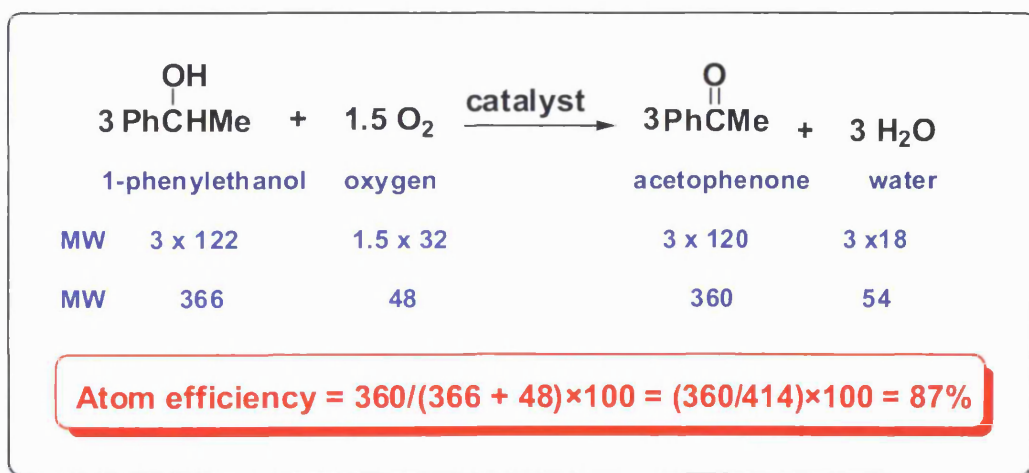 OH
3 PhCHMe + 1.5 O₂ catalyst 3PhCMe + 3 H₂O
O
1-phenylethanol oxygen acetophenone water
MW 3 x 122 1.5 x 32 3 x 120 3 x18
MW 366 48 360 54
Atom efficiency = 360/(366 + 48)×100 = (360/414)×100 = 87%